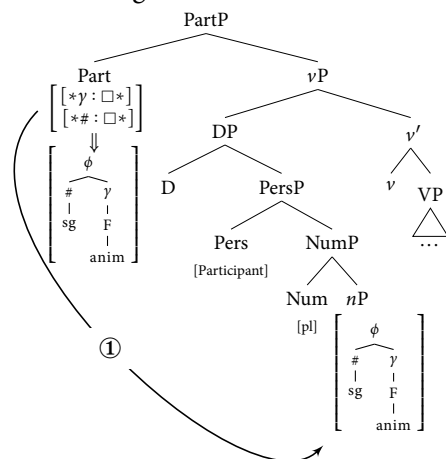 PartP
Part vP
[∗γ : □∗]
[∗# : □∗]
⇓
DP v′
ϕ
# γ
sg F
anim
D PersP v VP
…
Pers NumP
[Participant]
Num nP
[pl]
ϕ
# γ
sg F
anim
①